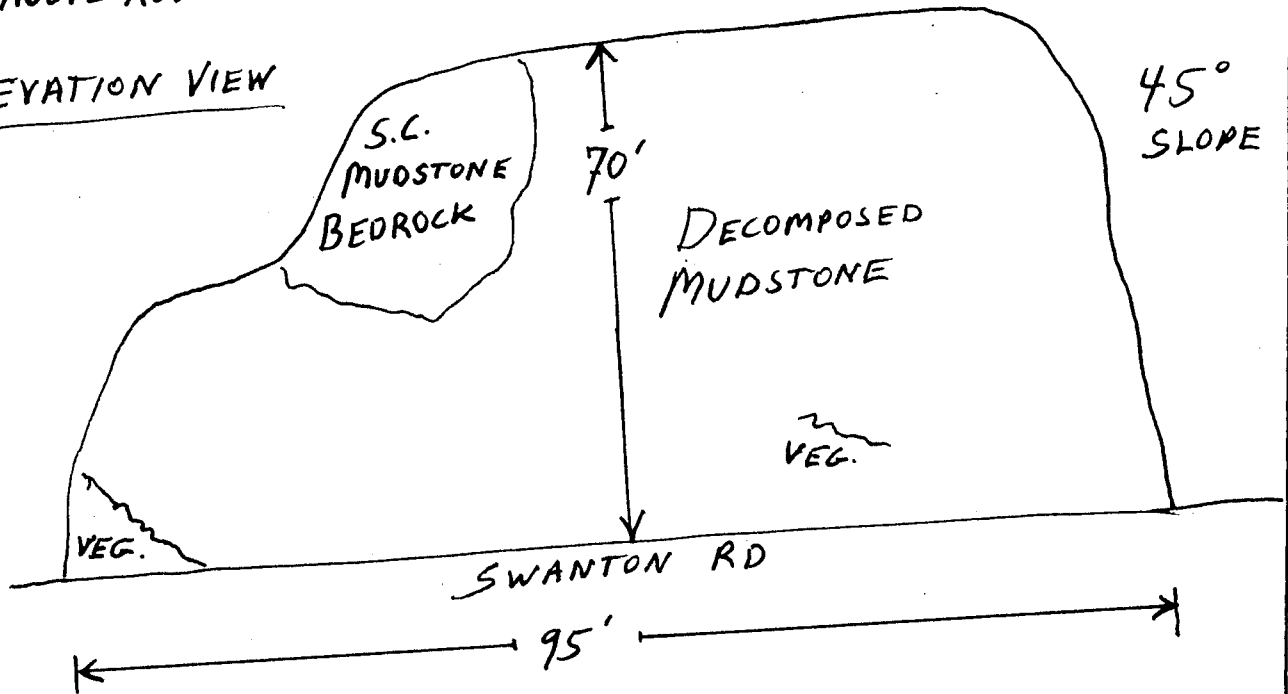 EVATION VIEW
45°
SLOPE
S.C.
MUDSTONE
BEDROCK
70'
DECOMPOSED
MUDSTONE
VEG.
VEG.
SWANTON RD
95'